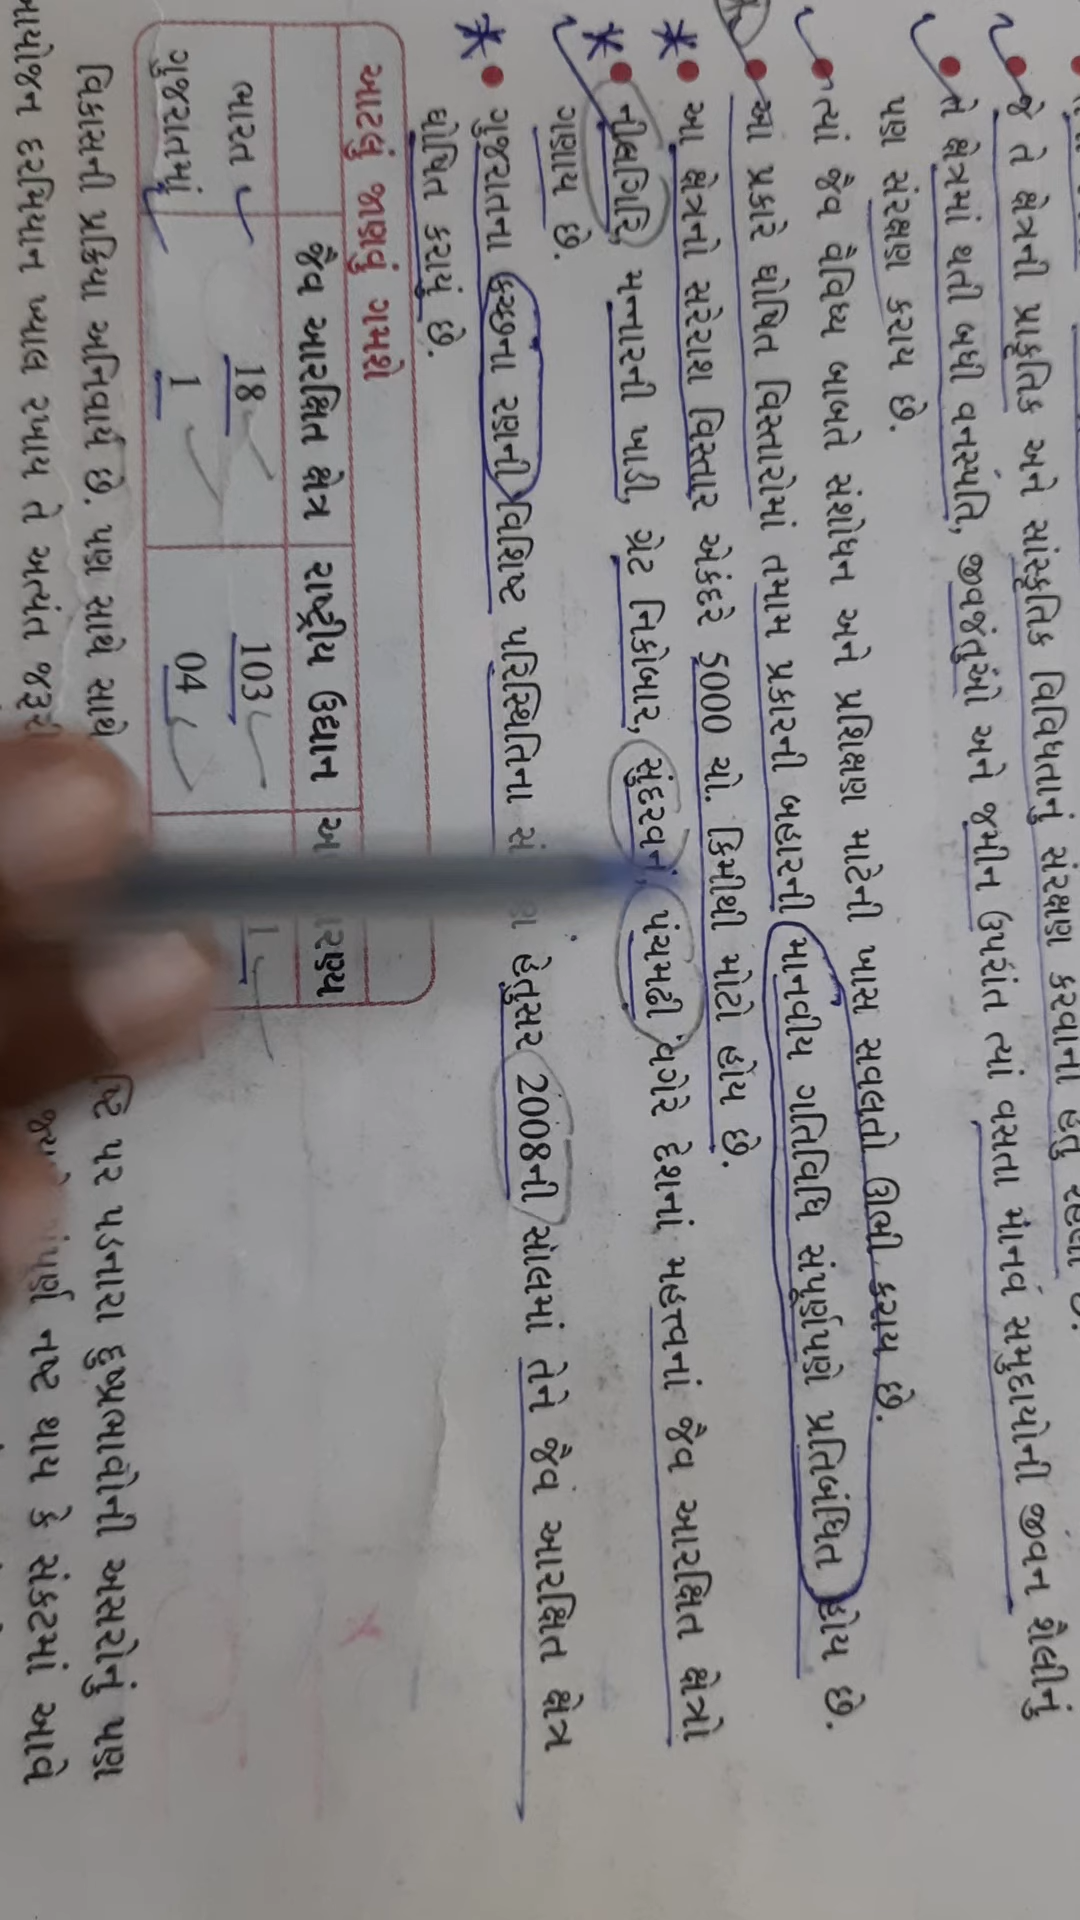 જે તે ક્ષેત્રની પ્રાકૃતિક અને સાંસ્કૃતિક વિવિધતાનું સંરક્ષણ કરવાનો હેતુ રહેલો છે.
તે ક્ષેત્રમાં થતી બધી વનસ્પતિ, જીવજંતુઓ અને જમીન ઉપરાંત ત્યાં વસતા માનવ સમુદાયોની જીવન શૈલીનું
પણ સંરક્ષણ કરાય છે.
ત્યાં જૈવ વૈવિધ્ય બાબતે સંશોધન અને પ્રશિક્ષણ માટેની ખાસ સવલતો ઊભી કરાય છે.
આ પ્રકારે ઘોષિત વિસ્તારોમાં તમામ પ્રકારની બહારની માનવીય ગતિવિધિ સંપૂર્ણપણે પ્રતિબંધિત હોય છે.
આ ક્ષેત્રનો સરેરાશ વિસ્તાર એકંદરે 5000 ચો. કિમીથી મોટો હોય છે.
નીલગિરિ, મન્નારની ખાડી, ગ્રેટ નિકોબાર, સુંદરવન, પંચમઢી વગેરે દેશનાં મહત્ત્વનાં જૈવ આરક્ષિત ક્ષેત્રો
ગણાય છે.
ગુજરાતના કચ્છના રણની વિશિષ્ટ પરિસ્થિતિના હેતુસર 2008ની સાલમાં તેને જૈવ આરક્ષિત ક્ષેત્ર
ઘોષિત કરાયું છે.
આટલું જાણવું ગમશે
જૈવ આરક્ષિત ક્ષેત્ર રાષ્ટ્રીય ઉદ્યાન
ભારત 18 103
ગુજરાતમાં 1 04
વિકાસની પ્રક્રિયા અનિવાર્ય છે. પણ સાથે સાથે પર પડનારા દુષ્પ્રભાવોની અસરોનું પણ
આયોજન દરમિયાન ખ્યાલ રખાય તે અત્યંત નષ્ટ થાય કે સંકટમાં આવે